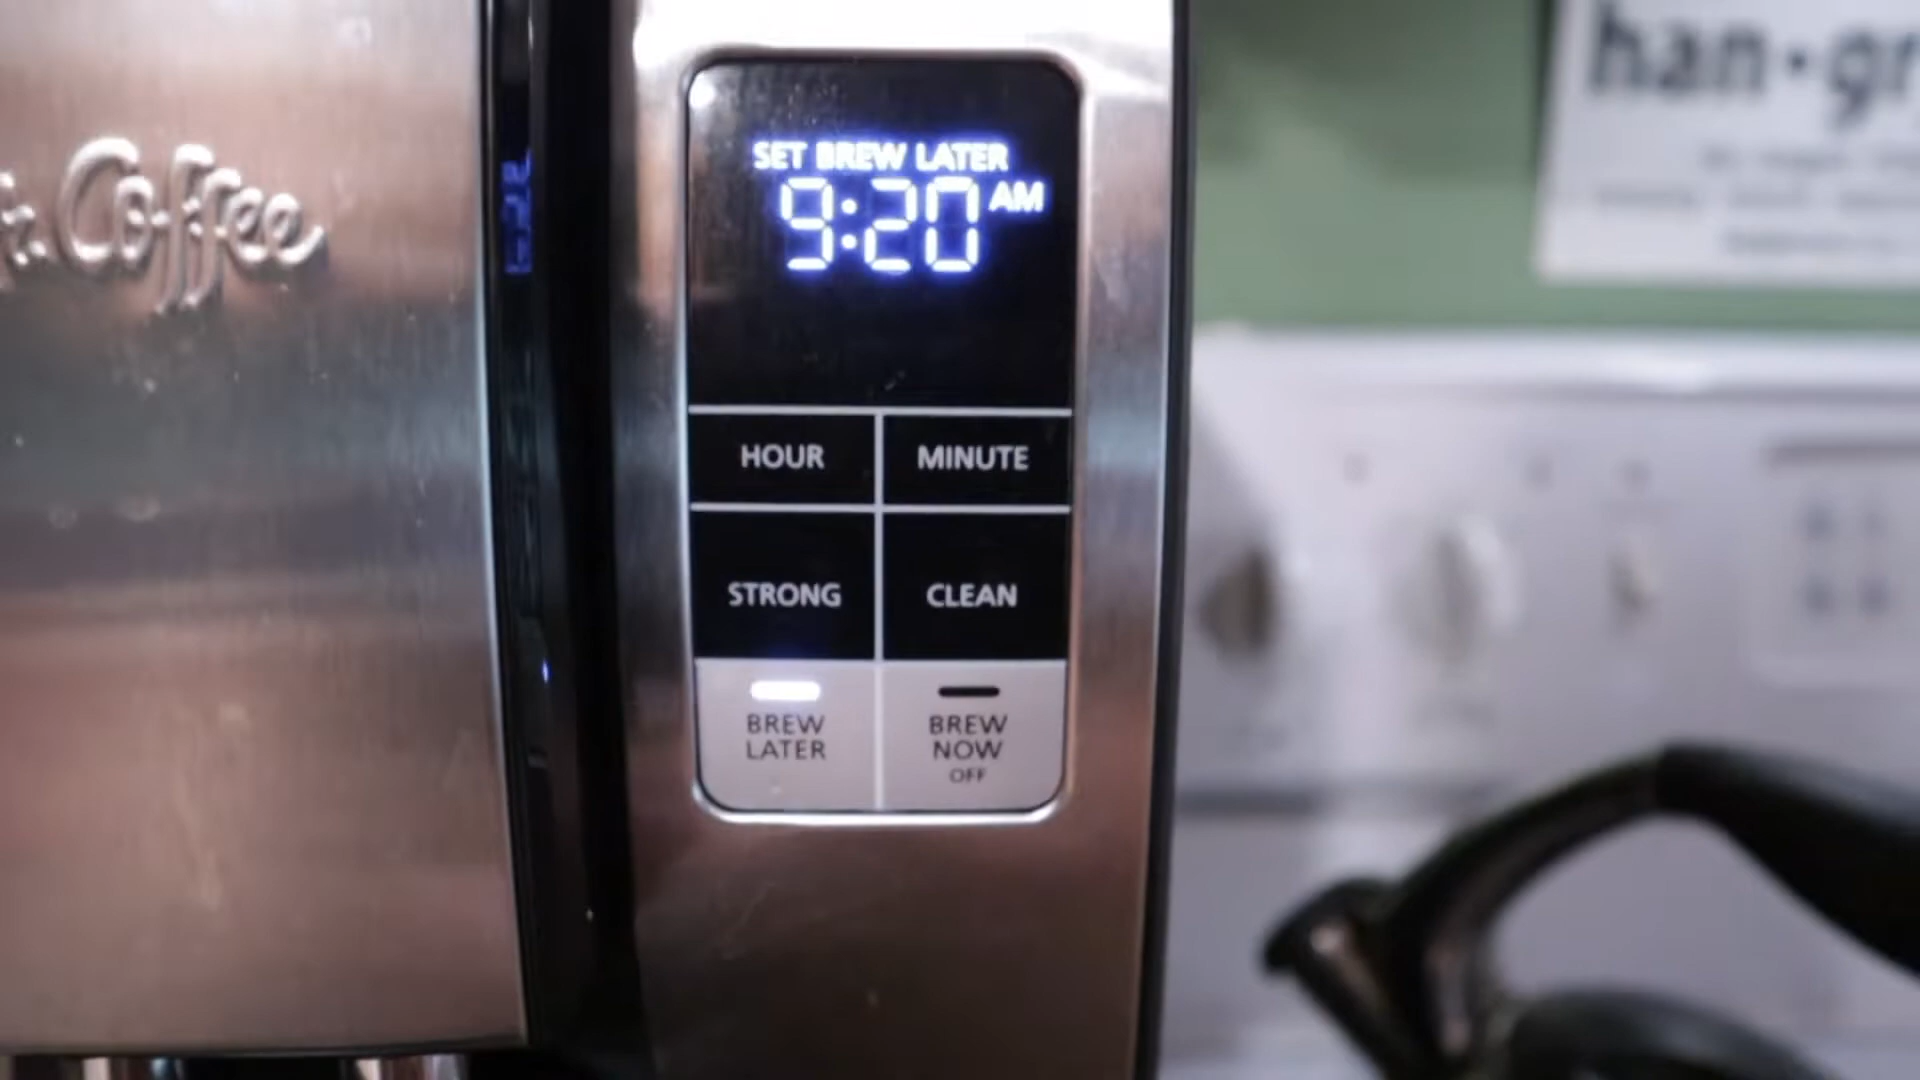 Coffee
SET BREW LATER
9:20 AM
HOUR
MINUTE
STRONG
CLEAN
BREW
LATER
BREW
NOW
OFF
han·gr